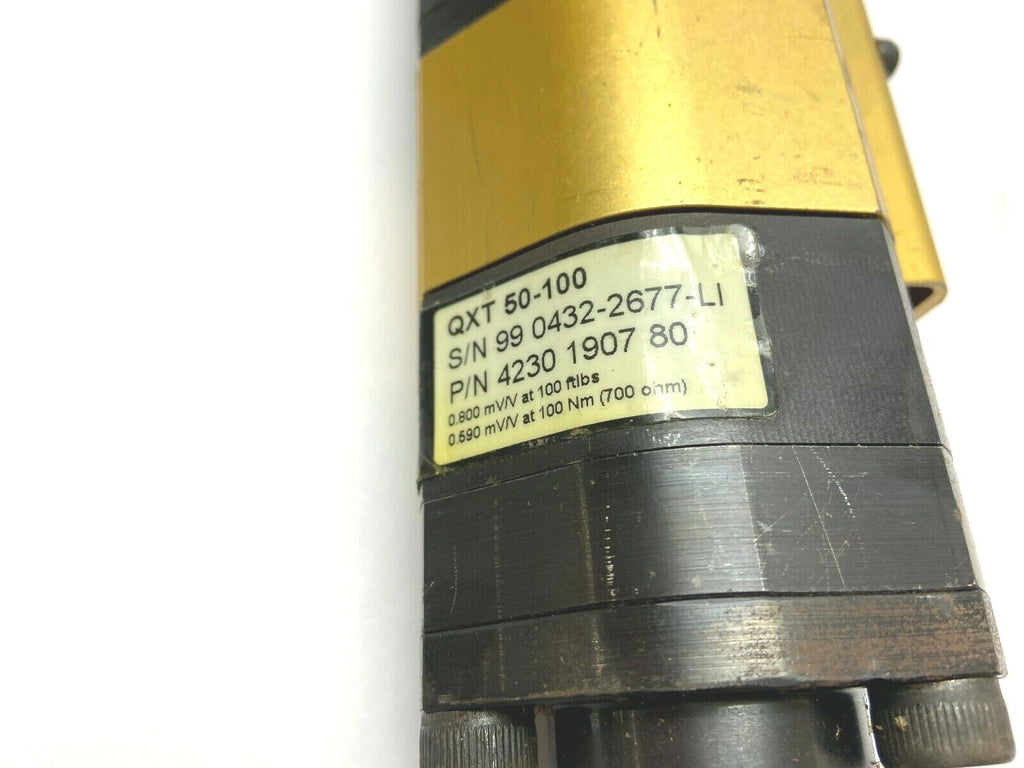 QXT 50-100
S/N 99 0432-2677-LI
P/N 4230 1907 80
0.800 mV/V at 100 ftlbs
0.590 mV/V at 100 Nm (700 ohm)